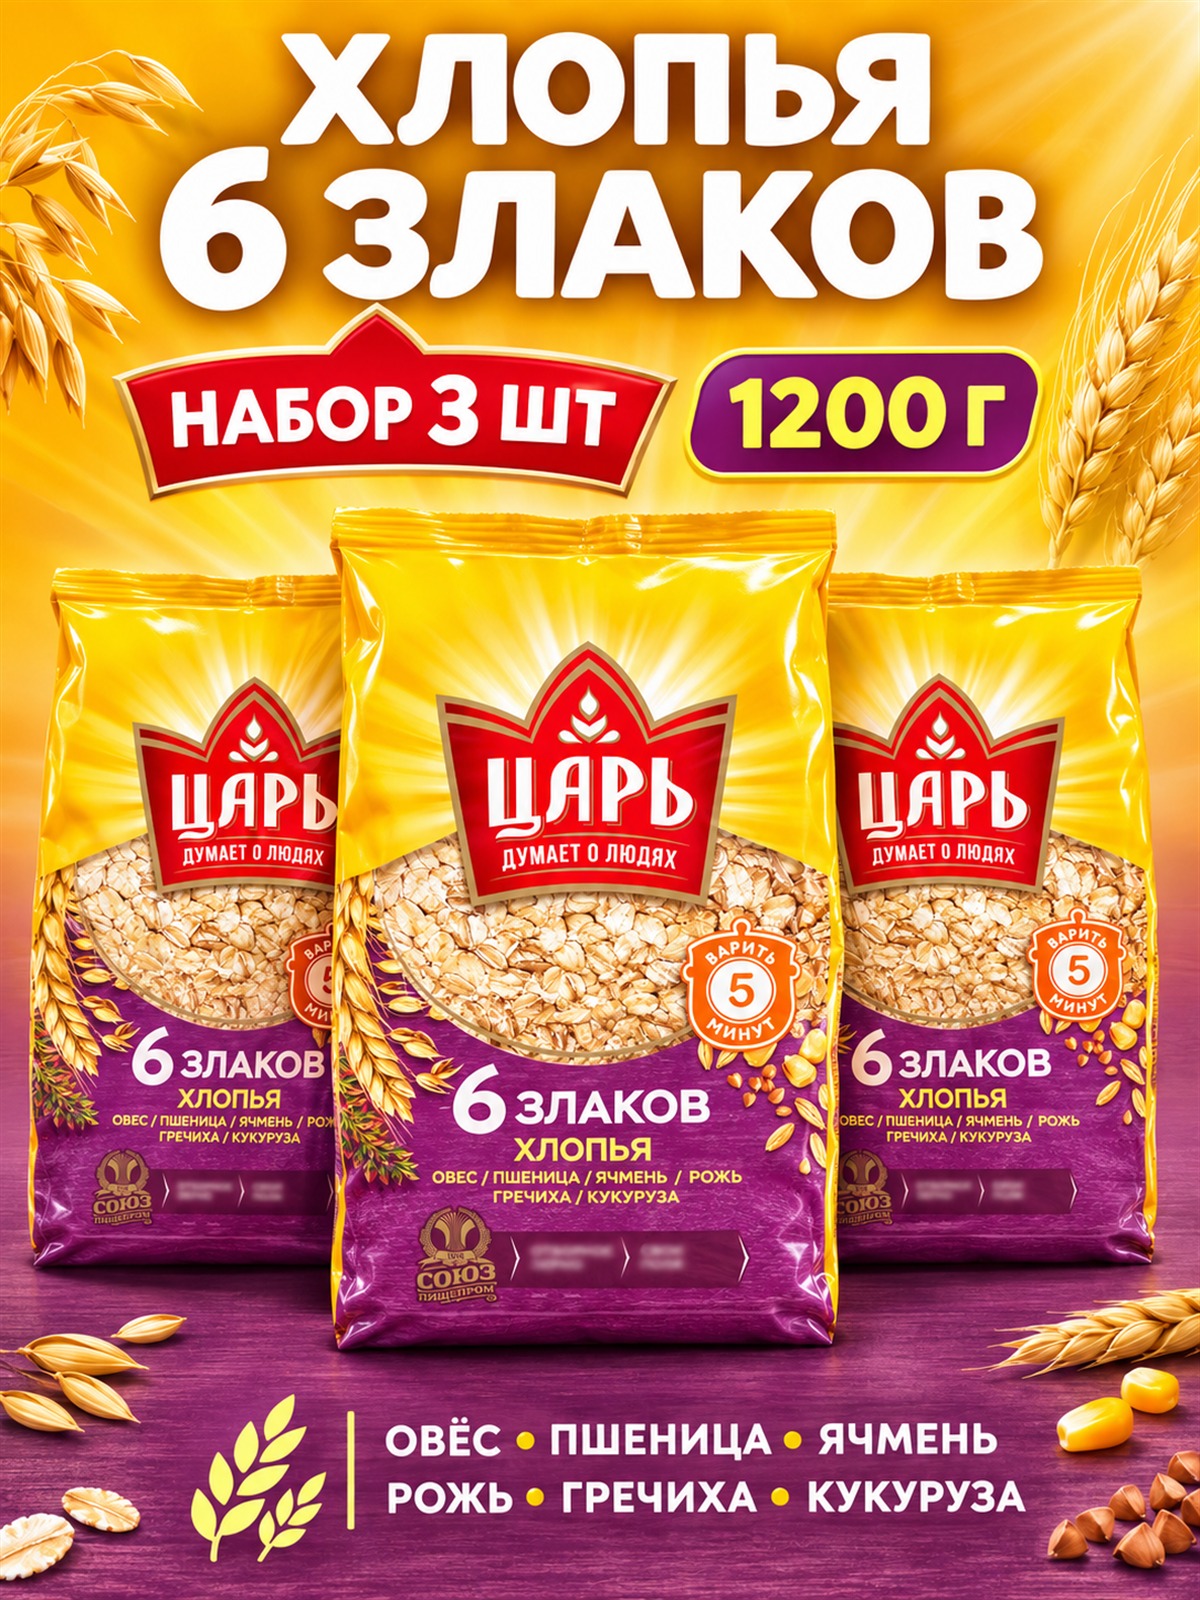 ХЛОПЬЯ
6 ЗЛАКОВ
НАБОР 3 ШТ
1200 Г
ЦАРЬ
ДУМАЕТ О ЛЮДЯХ
ВАРИТЬ
5
МИНУТ
6 ЗЛАКОВ
ХЛОПЬЯ
ОВЕС / ПШЕНИЦА / ЯЧМЕНЬ / РОЖЬ
ГРЕЧИХА / КУКУРУЗА
СОЮЗ
ПИЩЕПРОМ
ЦАРЬ
ДУМАЕТ О ЛЮДЯХ
ВАРИТЬ
5
МИНУТ
6 ЗЛАКОВ
ХЛОПЬЯ
ОВЕС / ПШЕНИЦА / ЯЧМЕНЬ / РОЖЬ
ГРЕЧИХА / КУКУРУЗА
СОЮЗ
ПИЩЕПРОМ
ЦАРЬ
ДУМАЕТ О ЛЮДЯХ
ВАРИТЬ
5
МИНУТ
6 ЗЛАКОВ
ХЛОПЬЯ
ОВЕС / ПШЕНИЦА / ЯЧМЕНЬ / РОЖЬ
ГРЕЧИХА / КУКУРУЗА
СОЮЗ
ПИЩЕПРОМ
ОВЁС • ПШЕНИЦА • ЯЧМЕНЬ
РОЖЬ • ГРЕЧИХА • КУКУРУЗА